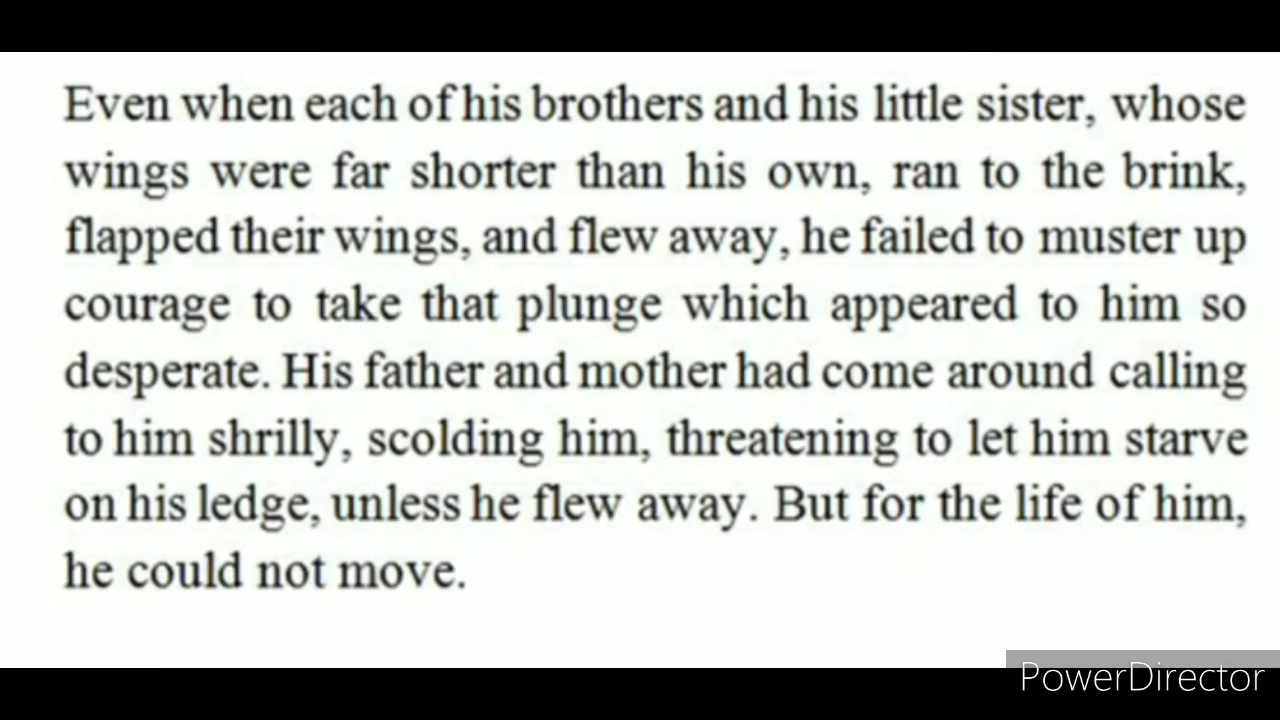 Even when each of his brothers and his little sister, whose
wings were far shorter than his own, ran to the brink,
flapped their wings, and flew away, he failed to muster up
courage to take that plunge which appeared to him so
desperate. His father and mother had come around calling
to him shrilly, scolding him, threatening to let him starve
on his ledge, unless he flew away. But for the life of him,
he could not move.
PowerDirector